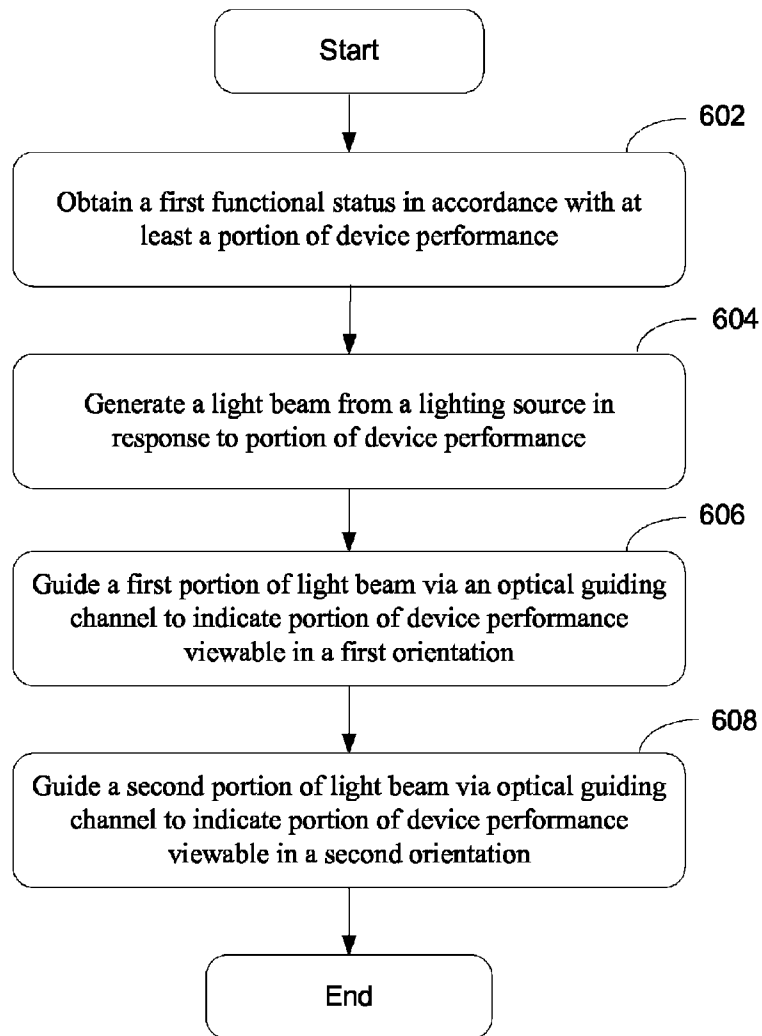 Start
602
Obtain a first functional status in accordance with at
least a portion of device performance
604
Generate a light beam from a lighting source in
response to portion of device performance
606
Guide a first portion of light beam via an optical guiding
channel to indicate portion of device performance
viewable in a first orientation
608
Guide a second portion of light beam via optical guiding
channel to indicate portion of device performance
viewable in a second orientation
End